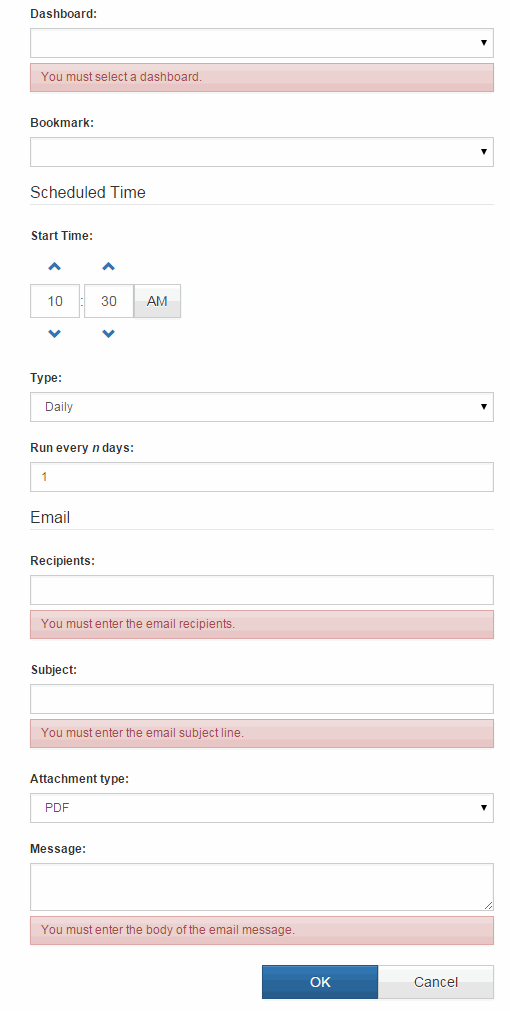 Dashboard:
You must select a dashboard.
Bookmark:
Scheduled Time
Start Time:
10 : 30 AM
Type:
Daily
Run every n days:
1
Email
Recipients:
You must enter the email recipients.
Subject:
You must enter the email subject line.
Attachment type:
PDF
Message:
You must enter the body of the email message.
OK Cancel